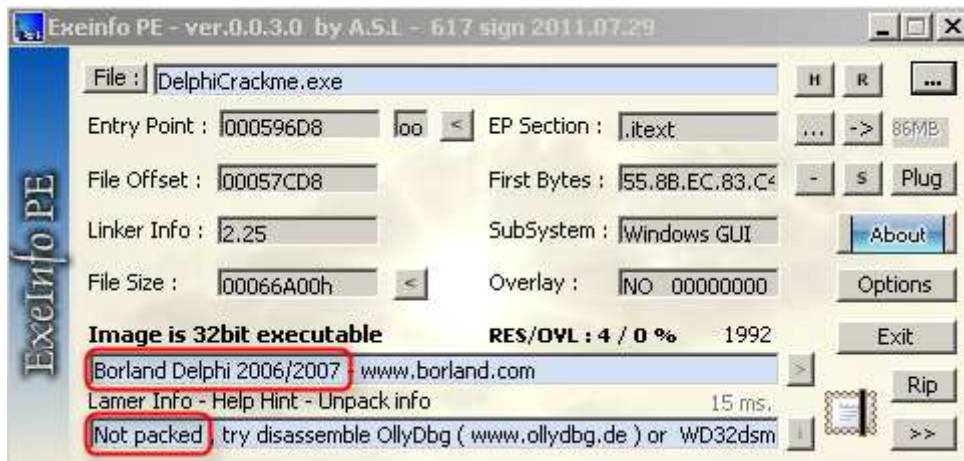 Exeinfo PE - ver.0.0.3.0 by A.S.L - 617 sign 2011.07.29
ExeInfo PE
File : DelphiCrackme.exe H R ...
Entry Point : 000596D8 oo < EP Section : .itext ... -> 86MB
File Offset : 00057CD8 First Bytes : 55.8B.EC.83.C4 - S Plug
Linker Info : 2.25 SubSystem : Windows GUI About
File Size : 00066A00h < Overlay : NO 00000000 Options
Image is 32bit executable RES/OVL : 4 / 0 % 1992 Exit
Borland Delphi 2006/2007 - www.borland.com >
Lamer Info - Help Hint - Unpack info 15 ms. Rip
Not packed , try disassemble OllyDbg ( www.ollydbg.de ) or WD32dsm i >>